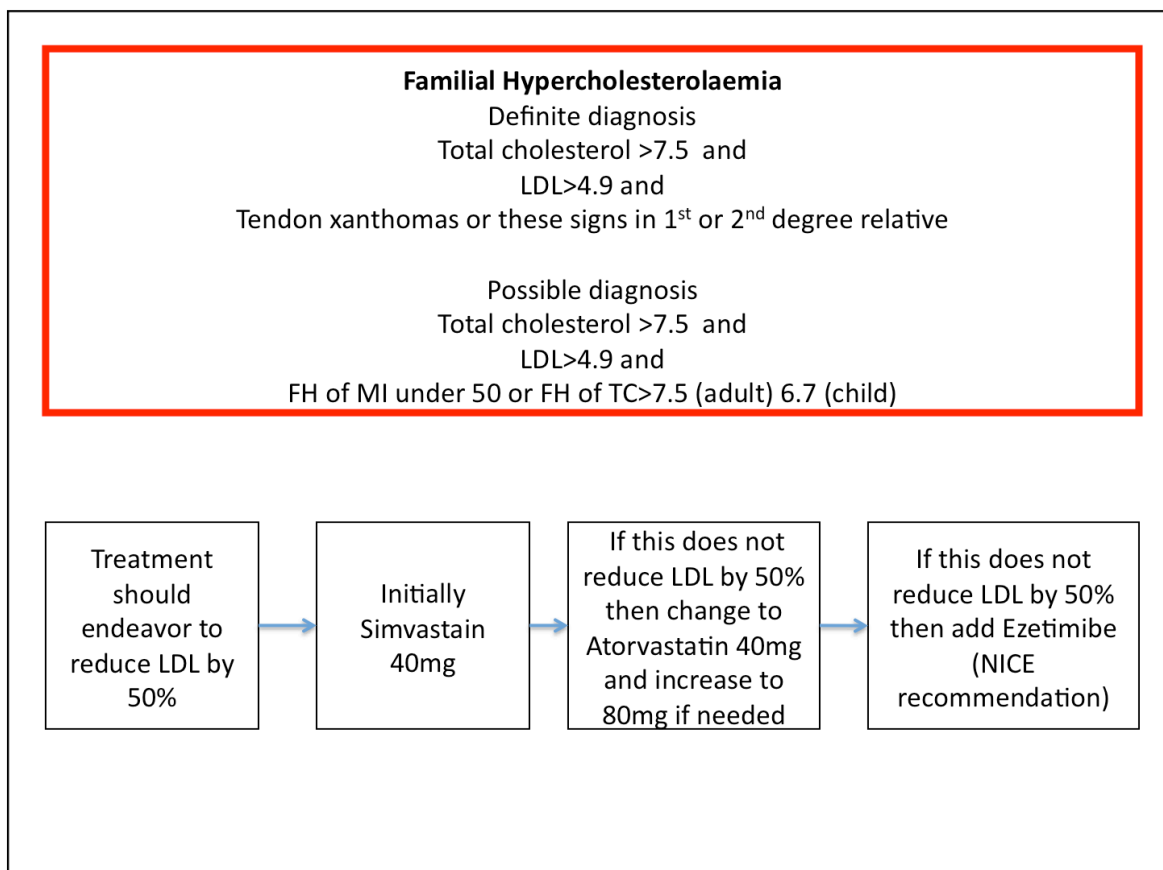 Familial Hypercholesterolaemia
Definite diagnosis
Total cholesterol >7.5 and
LDL>4.9 and
Tendon xanthomas or these signs in 1st or 2nd degree relative
Possible diagnosis
Total cholesterol >7.5 and
LDL>4.9 and
FH of MI under 50 or FH of TC>7.5 (adult) 6.7 (child)
Treatment
should
endeavor to
reduce LDL by
50%
Initially
Simvastain
40mg
If this does not
reduce LDL by 50%
then change to
Atorvastatin 40mg
and increase to
80mg if needed
If this does not
reduce LDL by 50%
then add Ezetimibe
(NICE
recommendation)